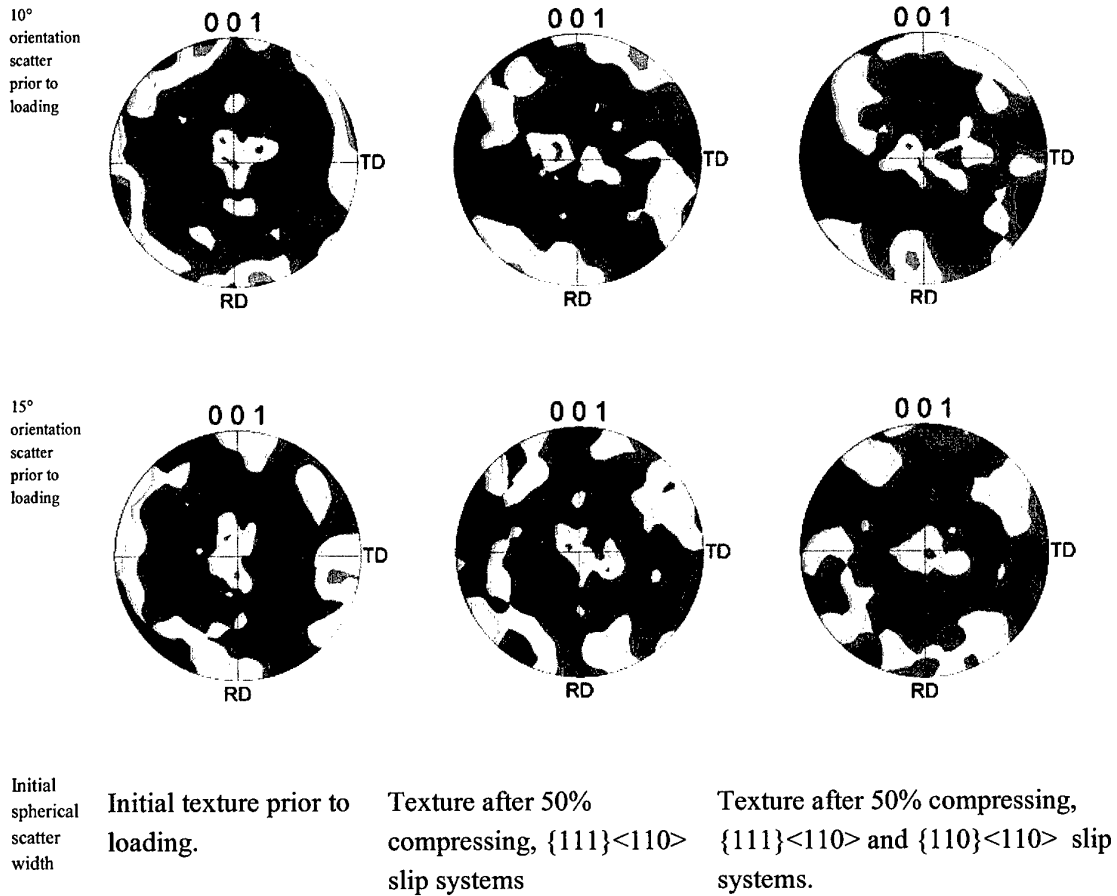 10°
orientation
scatter
prior to
loading
0 0 1
TD
RD
0 0 1
TD
RD
0 0 1
TD
RD
15°
orientation
scatter
prior to
loading
0 0 1
TD
RD
0 0 1
TD
RD
0 0 1
TD
RD
Initial
spherical
scatter
width
Initial texture prior to
loading.
Texture after 50%
compressing, {111}<110>
slip systems
Texture after 50% compressing,
{111}<110> and {110}<110> slip
systems.